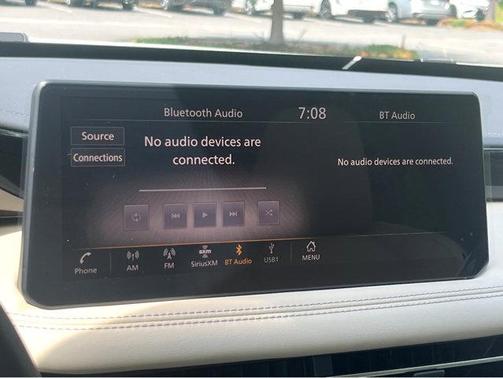 Bluetooth Audio 7:08 BT Audio
Source
Connections
No audio devices are
connected.
No audio devices are connected.
Phone AM FM SiriusXM BT Audio USB1 MENU